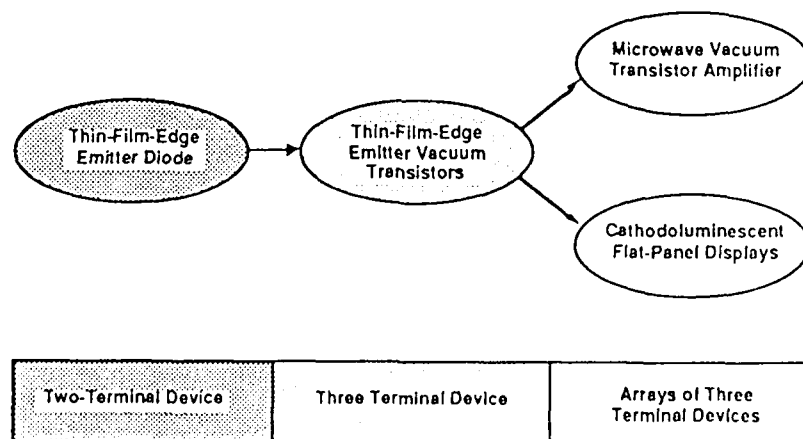 Microwave Vacuum
Transistor Amplifier
Thin-Film-Edge
Emitter Diode
Thin-Film-Edge
Emitter Vacuum
Transistors
Cathodoluminescent
Flat-Panel Displays
Two-Terminal Device
Three Terminal Device
Arrays of Three
Terminal Devices